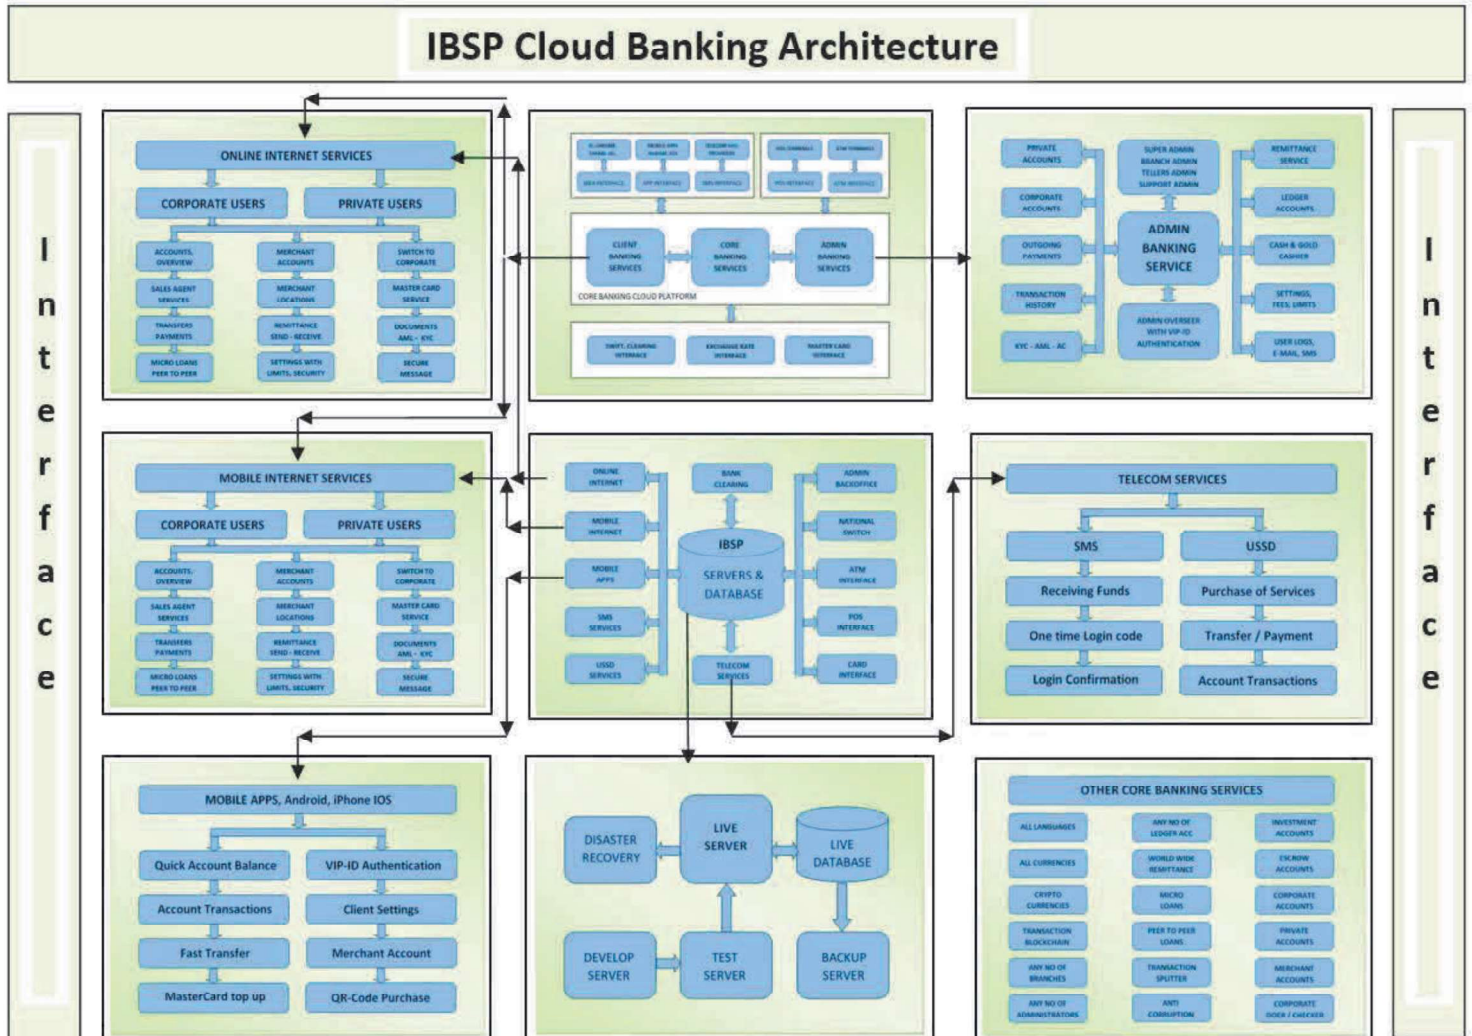 IBSP Cloud Banking Architecture
Interface
ONLINE INTERNET SERVICES
CORPORATE USERS
PRIVATE USERS
ACCOUNTS,
OVERVIEW
MERCHANT
ACCOUNTS
SWITCH TO
CORPORATE
SALES AGENT
SERVICES
MERCHANT
LOCATIONS
MASTER CARD
SERVICE
TRANSFERS
PAYMENTS
REMITTANCE
SEND - RECEIVE
DOCUMENTS
AML - KYC
MICRO LOANS
PEER TO PEER
SETTINGS WITH
LIMITS, SECURITY
SECURE
MESSAGE
WEB INTERFACE
APP INTERFACE
SMS INTERFACE
POS TERMINALS
ATM TERMINALS
POS INTERFACE
ATM INTERFACE
CLIENT
BANKING
SERVICES
CORE
BANKING
SERVICES
ADMIN
BANKING
SERVICES
CORE BANKING CLOUD PLATFORM
SWIFT, CLEARING
INTERFACE
EXCHANGE RATE
INTERFACE
MASTER CARD
INTERFACE
PRIVATE
ACCOUNTS
CORPORATE
ACCOUNTS
OUTGOING
PAYMENTS
TRANSACTION
HISTORY
KYC - AML - AC
SUPER ADMIN
BRANCH ADMIN
TELLERS ADMIN
SUPPORT ADMIN
ADMIN
BANKING
SERVICE
ADMIN OVERSEER
WITH VIP-ID
AUTHENTICATION
REMITTANCE
SERVICE
LEDGER
ACCOUNTS
CASH & GOLD
CASHIER
SETTINGS,
FEES, LIMITS
USER LOGS,
E-MAIL, SMS
Interface
MOBILE INTERNET SERVICES
CORPORATE USERS
PRIVATE USERS
ACCOUNTS,
OVERVIEW
MERCHANT
ACCOUNTS
SWITCH TO
CORPORATE
SALES AGENT
SERVICES
MERCHANT
LOCATIONS
MASTER CARD
SERVICE
TRANSFERS
PAYMENTS
REMITTANCE
SEND - RECEIVE
DOCUMENTS
AML - KYC
MICRO LOANS
PEER TO PEER
SETTINGS WITH
LIMITS, SECURITY
SECURE
MESSAGE
ONLINE
INTERNET
MOBILE
INTERNET
MOBILE
APPS
SMS
SERVICES
USSD
SERVICES
BANK
CLEARING
IBSP
SERVERS &
DATABASE
TELECOM
SERVICES
ADMIN
BACKOFFICE
NATIONAL
SWITCH
ATM
INTERFACE
POS
INTERFACE
CARD
INTERFACE
TELECOM SERVICES
SMS
USSD
Receiving Funds
Purchase of Services
One time Login code
Transfer / Payment
Login Confirmation
Account Transactions
MOBILE APPS, Android, iPhone IOS
Quick Account Balance
VIP-ID Authentication
Account Transactions
Client Settings
Fast Transfer
Merchant Account
MasterCard top up
QR-Code Purchase
DISASTER
RECOVERY
LIVE
SERVER
LIVE
DATABASE
DEVELOP
SERVER
TEST
SERVER
BACKUP
SERVER
OTHER CORE BANKING SERVICES
ALL LANGUAGES
ANY NO OF
LEDGER ACC
INVESTMENT
ACCOUNTS
ALL CURRENCIES
WORLD WIDE
REMITTANCE
ESCROW
ACCOUNTS
CRYPTO
CURRENCIES
MICRO
LOANS
CORPORATE
ACCOUNTS
TRANSACTION
BLOCKCHAIN
PEER TO PEER
LOANS
PRIVATE
ACCOUNTS
ANY NO OF
BRANCHES
TRANSACTION
SPLITTER
MERCHANT
ACCOUNTS
ANY NO OF
ADMINISTRATORS
ANTI
CORRUPTION
CORPORATE
DOER / CHECKER